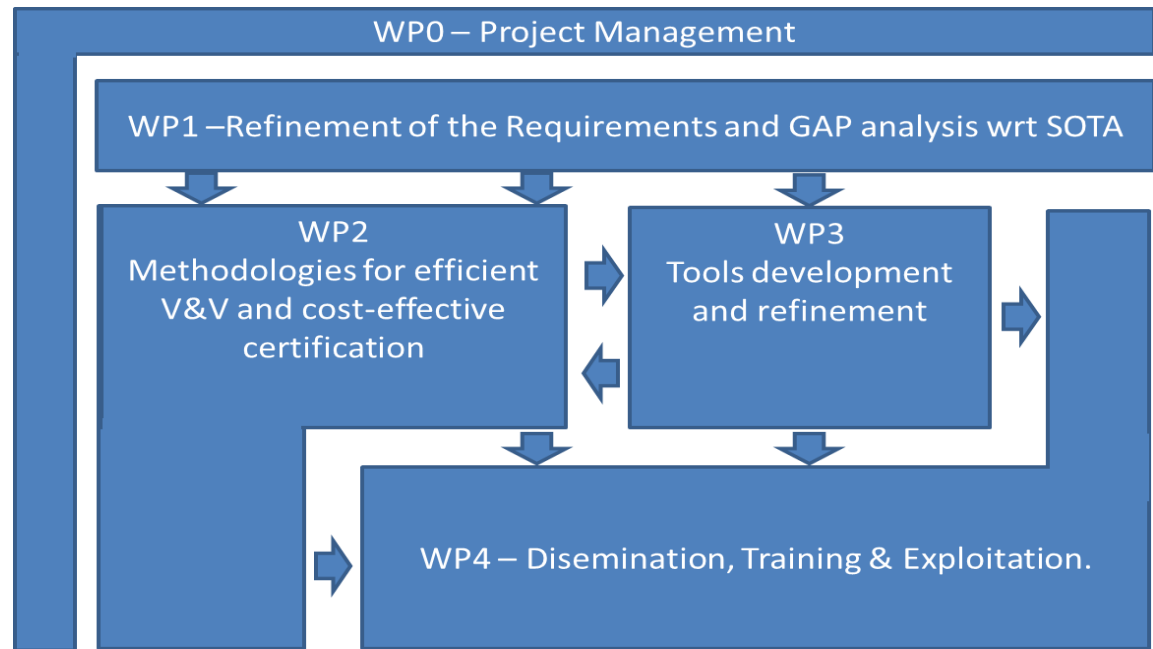 WP0 – Project Management
WP1 –Refinement of the Requirements and GAP analysis wrt SOTA
WP2
Methodologies for efficient
V&V and cost-effective
certification
WP3
Tools development
and refinement
WP4 – Disemination, Training & Exploitation.